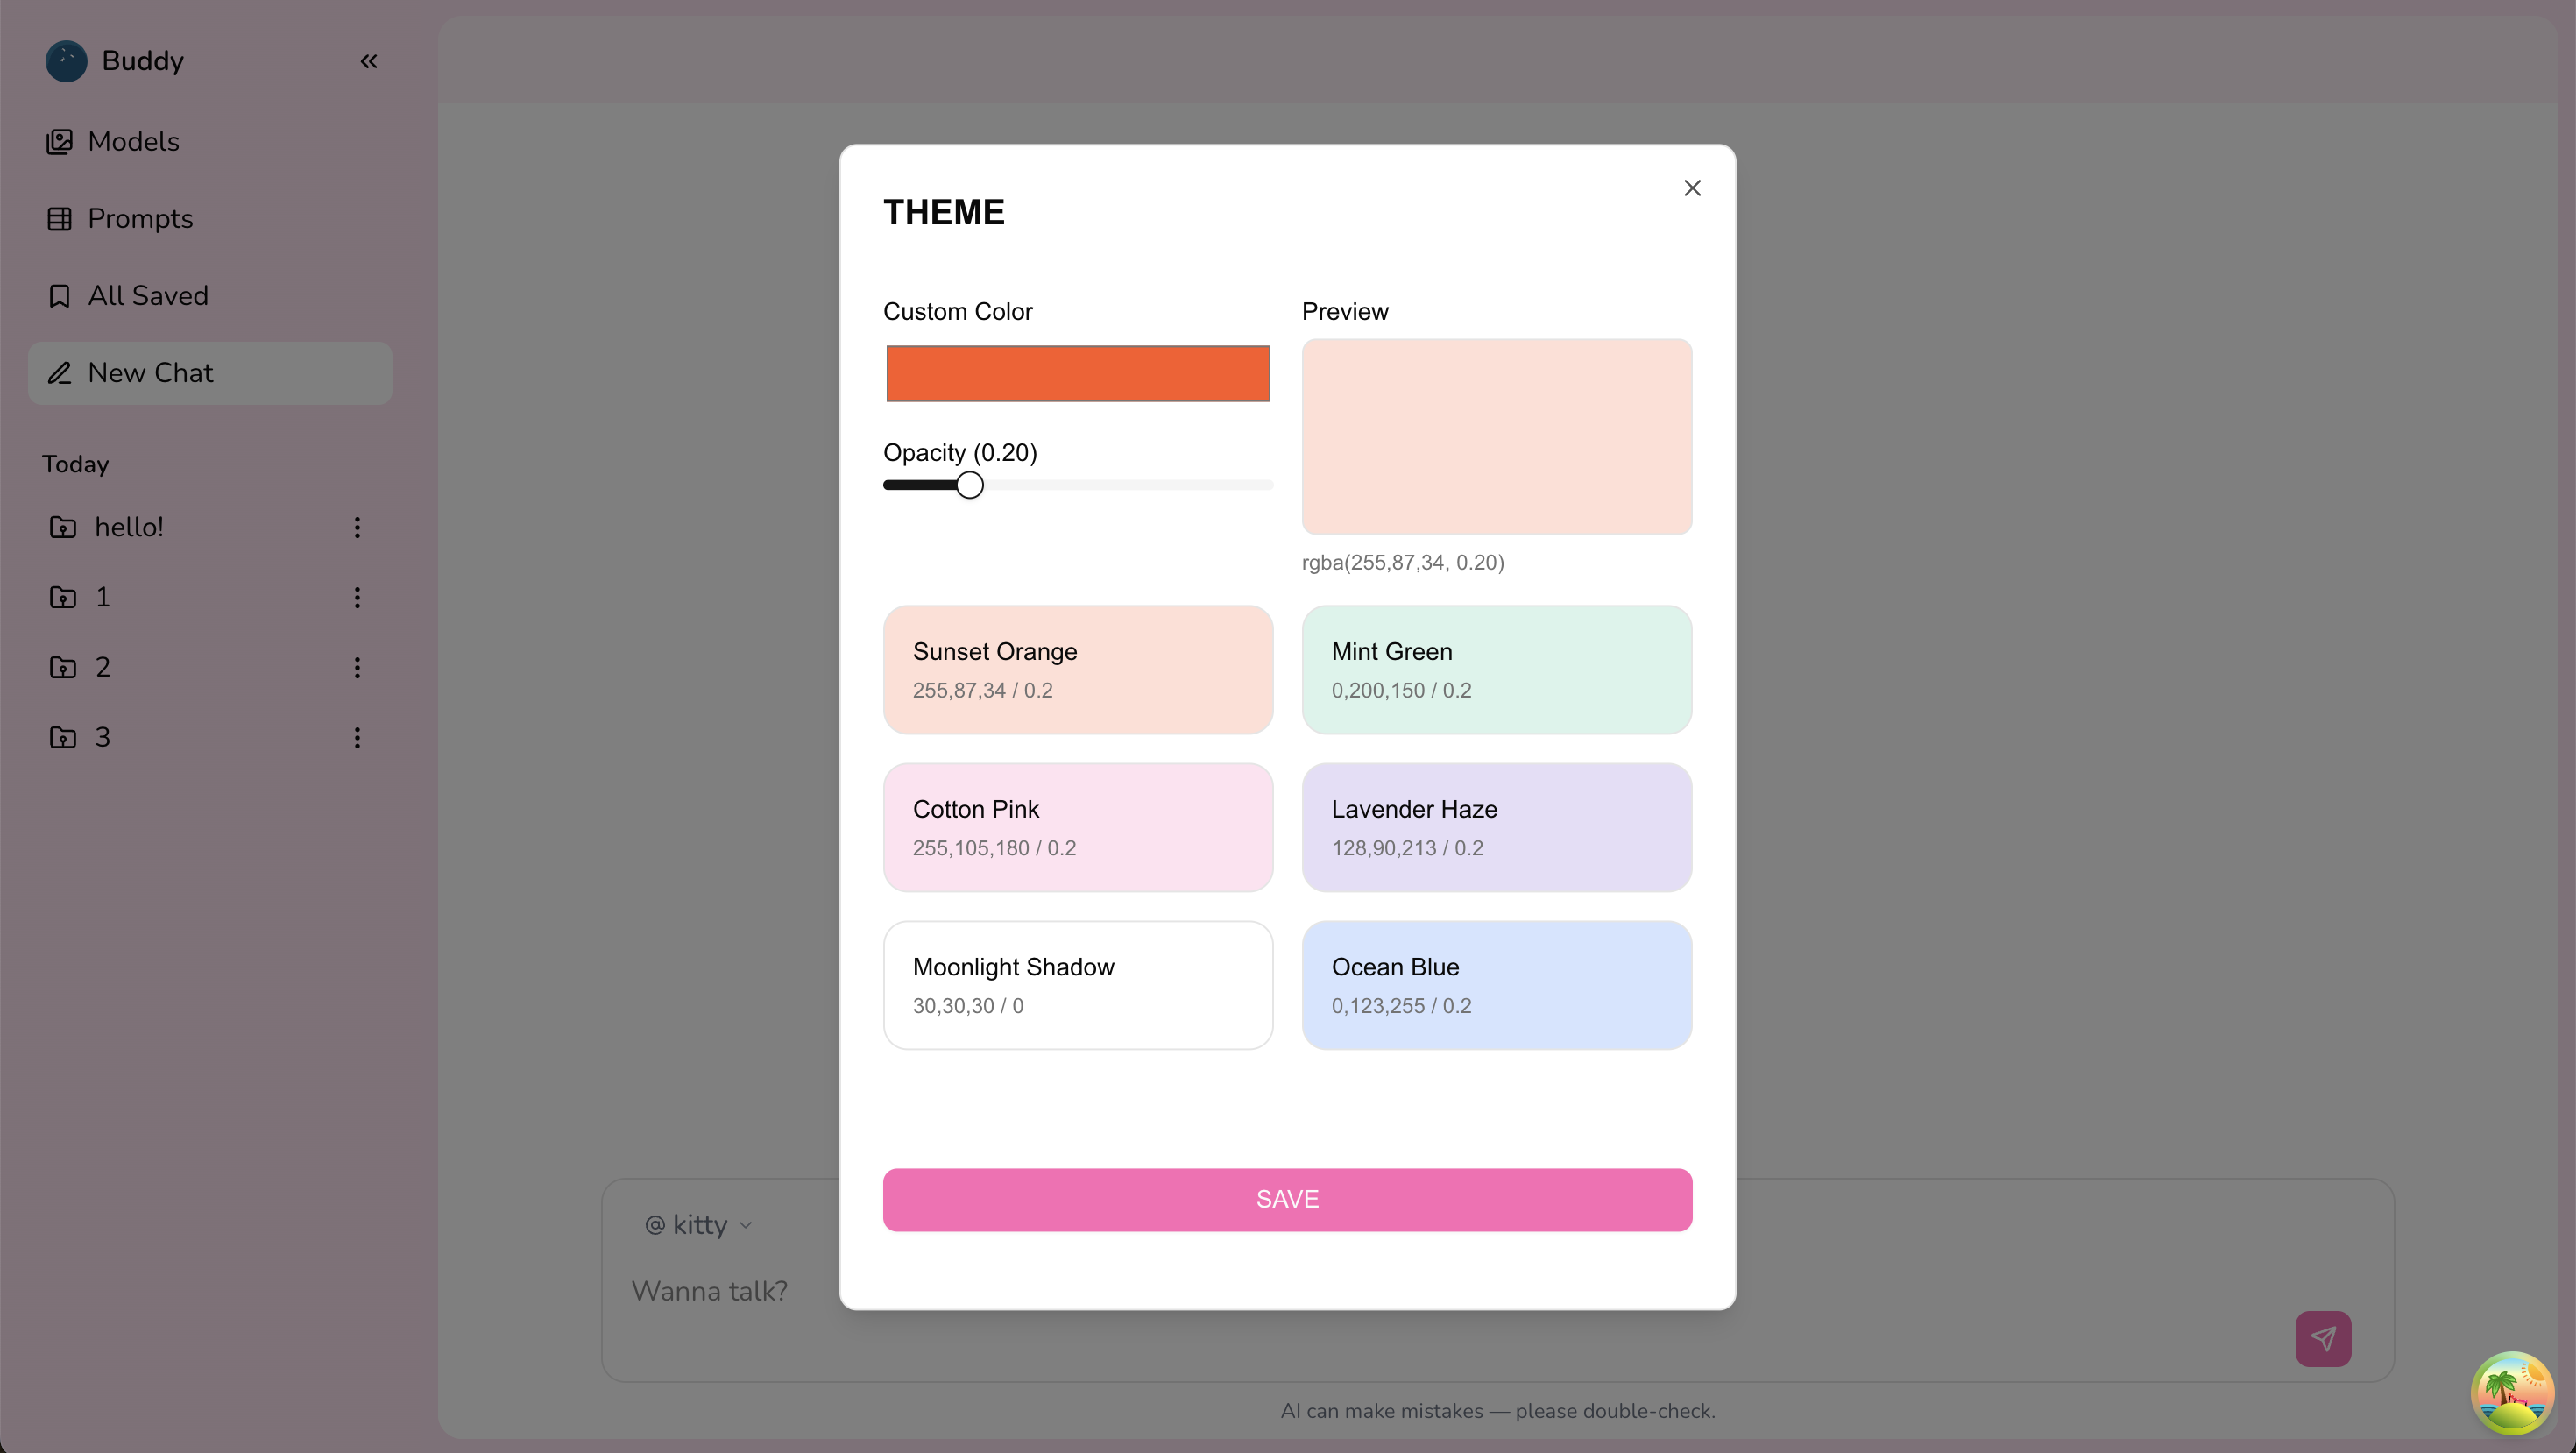 Buddy
Models
Prompts
All Saved
New Chat
Today
hello!
1
2
3
THEME
Custom Color
Opacity (0.20)
Preview
rgba(255,87,34, 0.20)
Sunset Orange
255,87,34 / 0.2
Mint Green
0,200,150 / 0.2
Cotton Pink
255,105,180 / 0.2
Lavender Haze
128,90,213 / 0.2
Moonlight Shadow
30,30,30 / 0
Ocean Blue
0,123,255 / 0.2
SAVE
@ kitty
Wanna talk?
AI can make mistakes — please double-check.